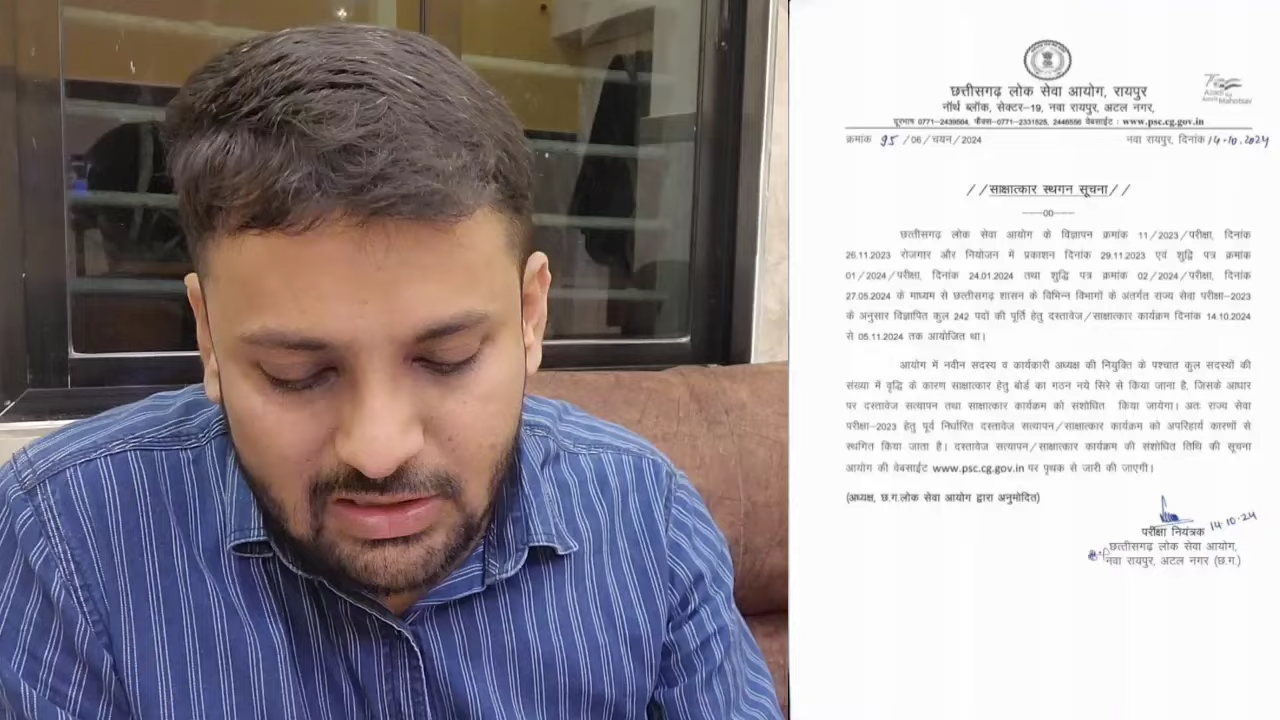 छत्तीसगढ़ लोक सेवा आयोग, रायपुर
नॉर्थ ब्लॉक, सेक्टर–19, नवा रायपुर, अटल नगर,
दूरभाष 0771–2439564, फैक्स–0771–2331525, 2446556 वेबसाईट : www.psc.cg.gov.in
Azadi Ka
Amrit Mahotsav
क्रमांक 95/06/चयन/2024 नवा रायपुर, दिनांक 14.10.2024
//साक्षात्कार स्थगन सूचना//
——00——
छत्तीसगढ़ लोक सेवा आयोग के विज्ञापन क्रमांक 11/2023/परीक्षा, दिनांक
26.11.2023 रोजगार और नियोजन में प्रकाशन दिनांक 29.11.2023 एवं शुद्धि पत्र क्रमांक
01/2024/परीक्षा, दिनांक 24.01.2024 तथा शुद्धि पत्र क्रमांक 02/2024/परीक्षा, दिनांक
27.05.2024 के माध्यम से छत्तीसगढ़ शासन के विभिन्न विभागों के अंतर्गत राज्य सेवा परीक्षा–2023
के अनुसार विज्ञापित कुल 242 पदों की पूर्ति हेतु दस्तावेज/साक्षात्कार कार्यक्रम दिनांक 14.10.2024
से 05.11.2024 तक आयोजित था।
आयोग में नवीन सदस्य व कार्यकारी अध्यक्ष की नियुक्ति के पश्चात कुल सदस्यों की
संख्या में वृद्धि के कारण साक्षात्कार हेतु बोर्ड का गठन नये सिरे से किया जाना है, जिसके आधार
पर दस्तावेज सत्यापन तथा साक्षात्कार कार्यक्रम को संशोधित किया जायेगा। अतः राज्य सेवा
परीक्षा–2023 हेतु पूर्व निर्धारित दस्तावेज सत्यापन/साक्षात्कार कार्यक्रम को अपरिहार्य कारणों से
स्थगित किया जाता है। दस्तावेज सत्यापन/साक्षात्कार कार्यक्रम की संशोधित तिथि की सूचना
आयोग की वेबसाईट www.psc.cg.gov.in पर पृथक से जारी की जाएगी।
(अध्यक्ष, छ.ग.लोक सेवा आयोग द्वारा अनुमोदित)
परीक्षा नियंत्रक 14.10.24
छत्तीसगढ़ लोक सेवा आयोग,
नवा रायपुर, अटल नगर (छ.ग.)